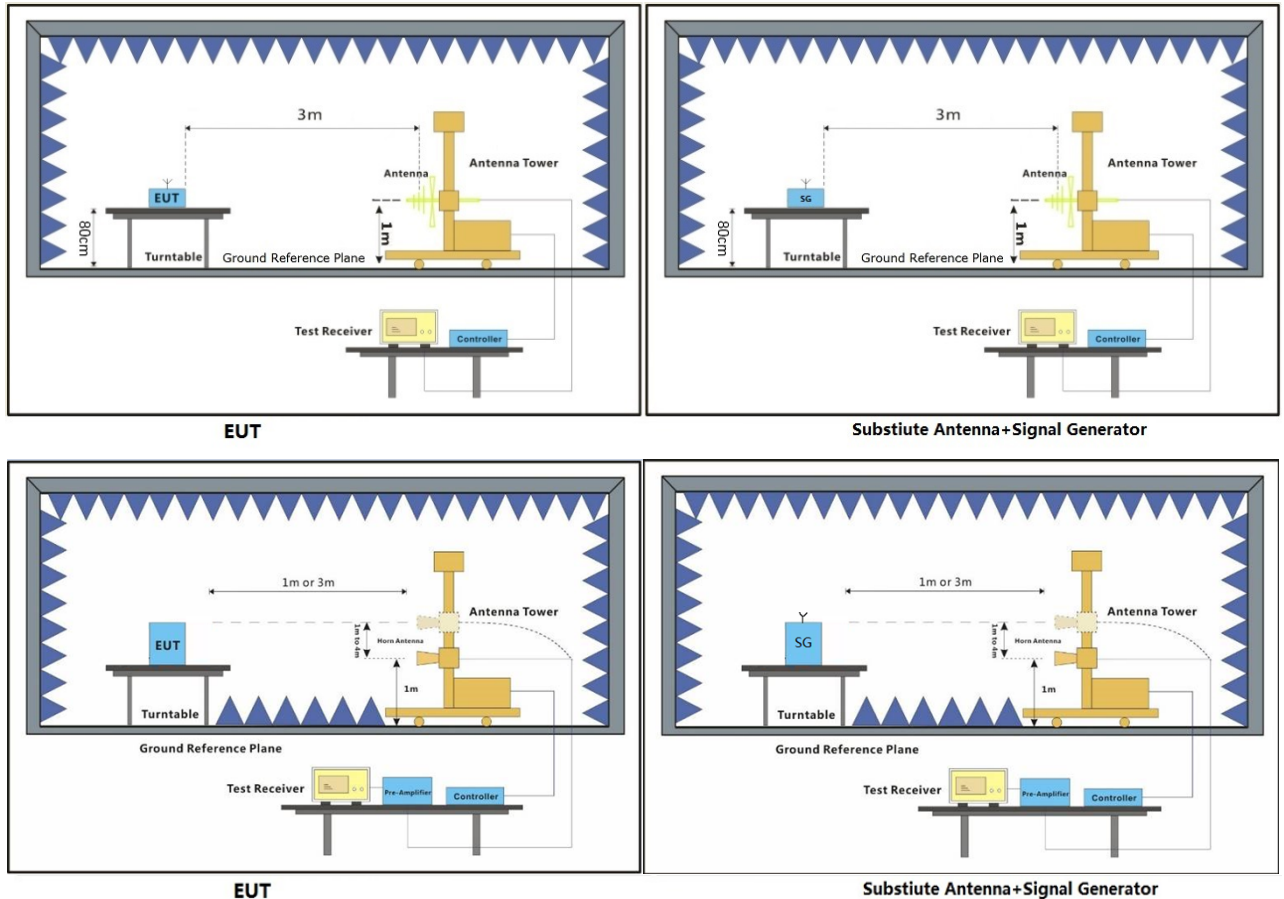 3m
Antenna Tower
Antenna
EUT
80cm
1m
Turntable
Ground Reference Plane
Test Receiver
Controller
EUT
3m
Antenna Tower
Antenna
SG
80cm
1m
Turntable
Ground Reference Plane
Test Receiver
Controller
Substiute Antenna+Signal Generator
1m or 3m
Antenna Tower
1m to 4m
Horn Antenna
EUT
1m
Turntable
Ground Reference Plane
Test Receiver
Pre-Amplifier
Controller
EUT
1m or 3m
Antenna Tower
1m to 4m
Horn Antenna
SG
1m
Turntable
Ground Reference Plane
Test Receiver
Pre-Amplifier
Controller
Substiute Antenna+Signal Generator